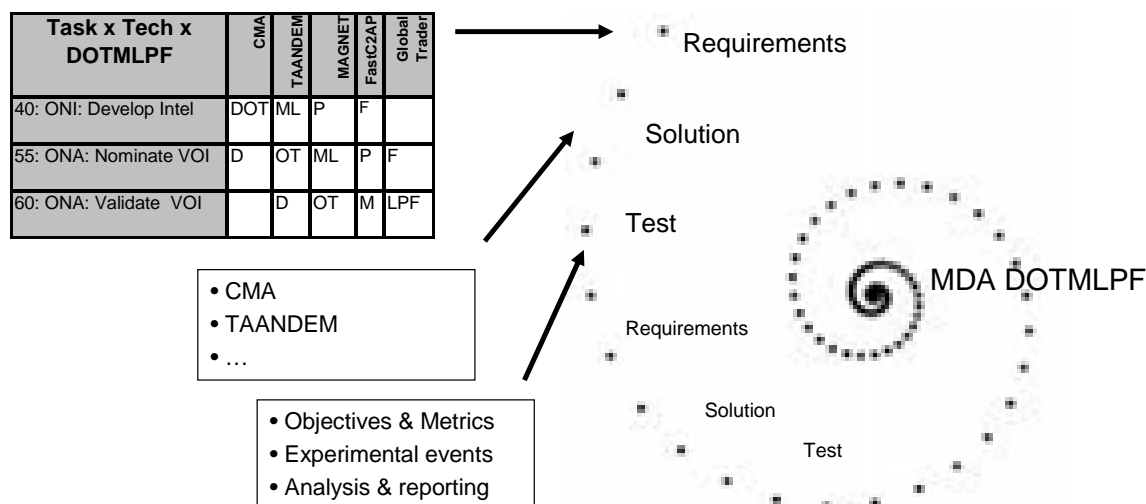 Task x Tech x
DOTMLPF
CMA
TAANDEM
MAGNET
FastC2AP
Global
Trader
40: ONI: Develop Intel DOT ML P F
55: ONA: Nominate VOI D OT ML P F
60: ONA: Validate VOI D OT M LPF
Requirements
Solution
Test
MDA DOTMLPF
• CMA
• TAANDEM
• …
Requirements
Solution
Test
• Objectives & Metrics
• Experimental events
• Analysis & reporting